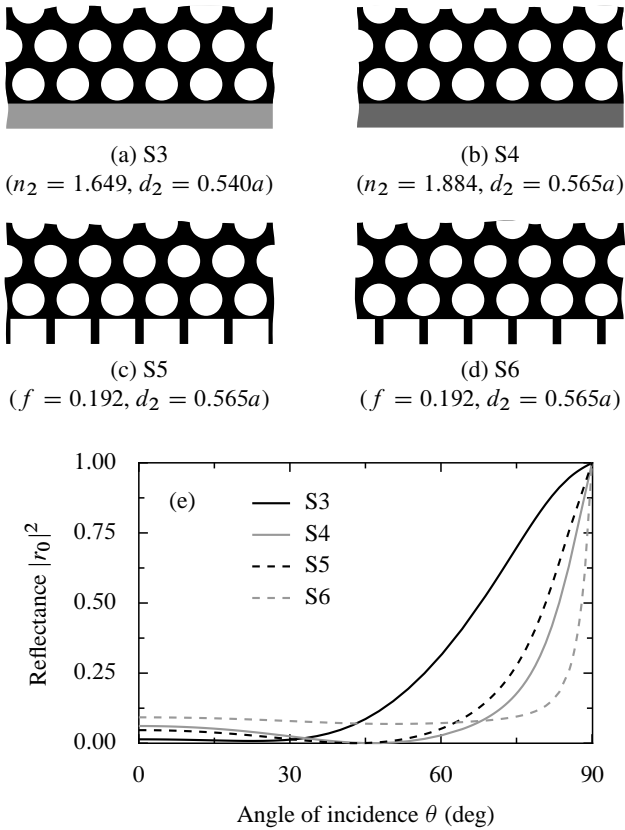 (a) S3
(n₂ = 1.649, d₂ = 0.540a)
(b) S4
(n₂ = 1.884, d₂ = 0.565a)
(c) S5
(f = 0.192, d₂ = 0.565a)
(d) S6
(f = 0.192, d₂ = 0.565a)
(e)
S3
S4
S5
S6
Reflectance |r₀|²
1.00
0.75
0.50
0.25
0.00
0 30 60 90
Angle of incidence θ (deg)